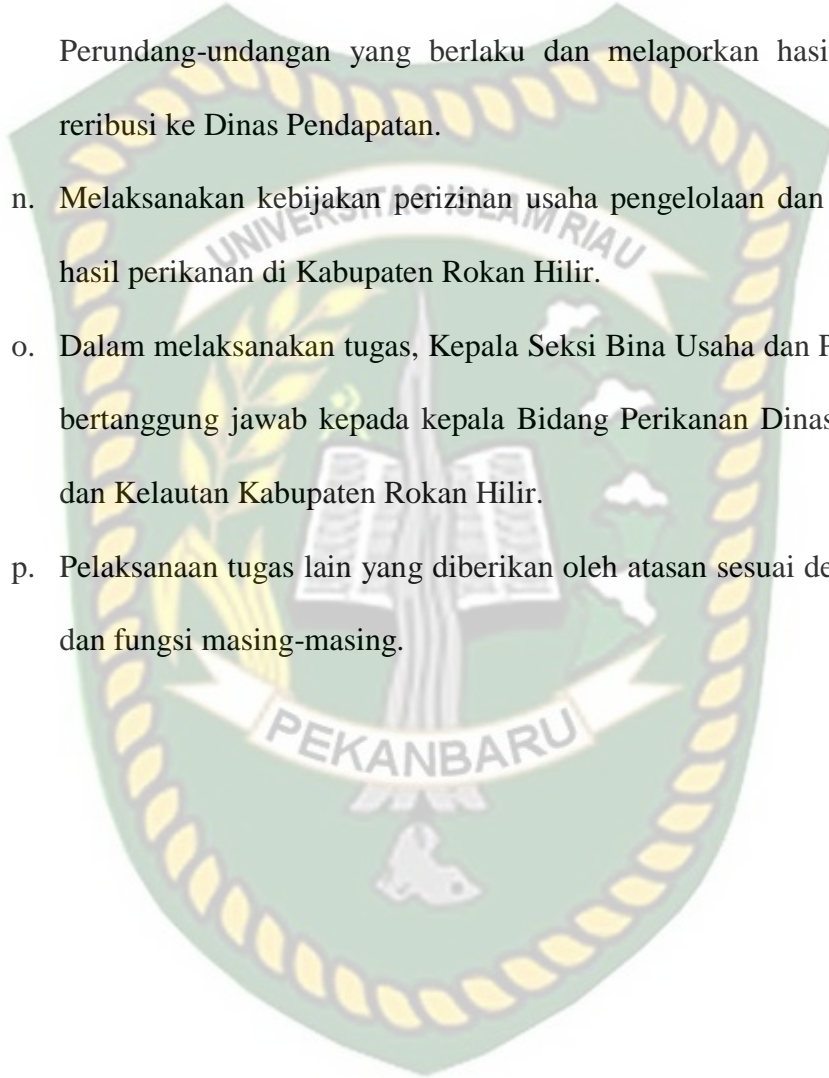 Perundang-undangan yang berlaku dan melaporkan hasi
reribusi ke Dinas Pendapatan.
n. Melaksanakan kebijakan perizinan usaha pengelolaan dan
hasil perikanan di Kabupaten Rokan Hilir.
o. Dalam melaksanakan tugas, Kepala Seksi Bina Usaha dan
bertanggung jawab kepada kepala Bidang Perikanan Dinas
dan Kelautan Kabupaten Rokan Hilir.
p. Pelaksanaan tugas lain yang diberikan oleh atasan sesuai de
dan fungsi masing-masing.
UNIVERSITAS ISLAM RIAU
PEKANBARU